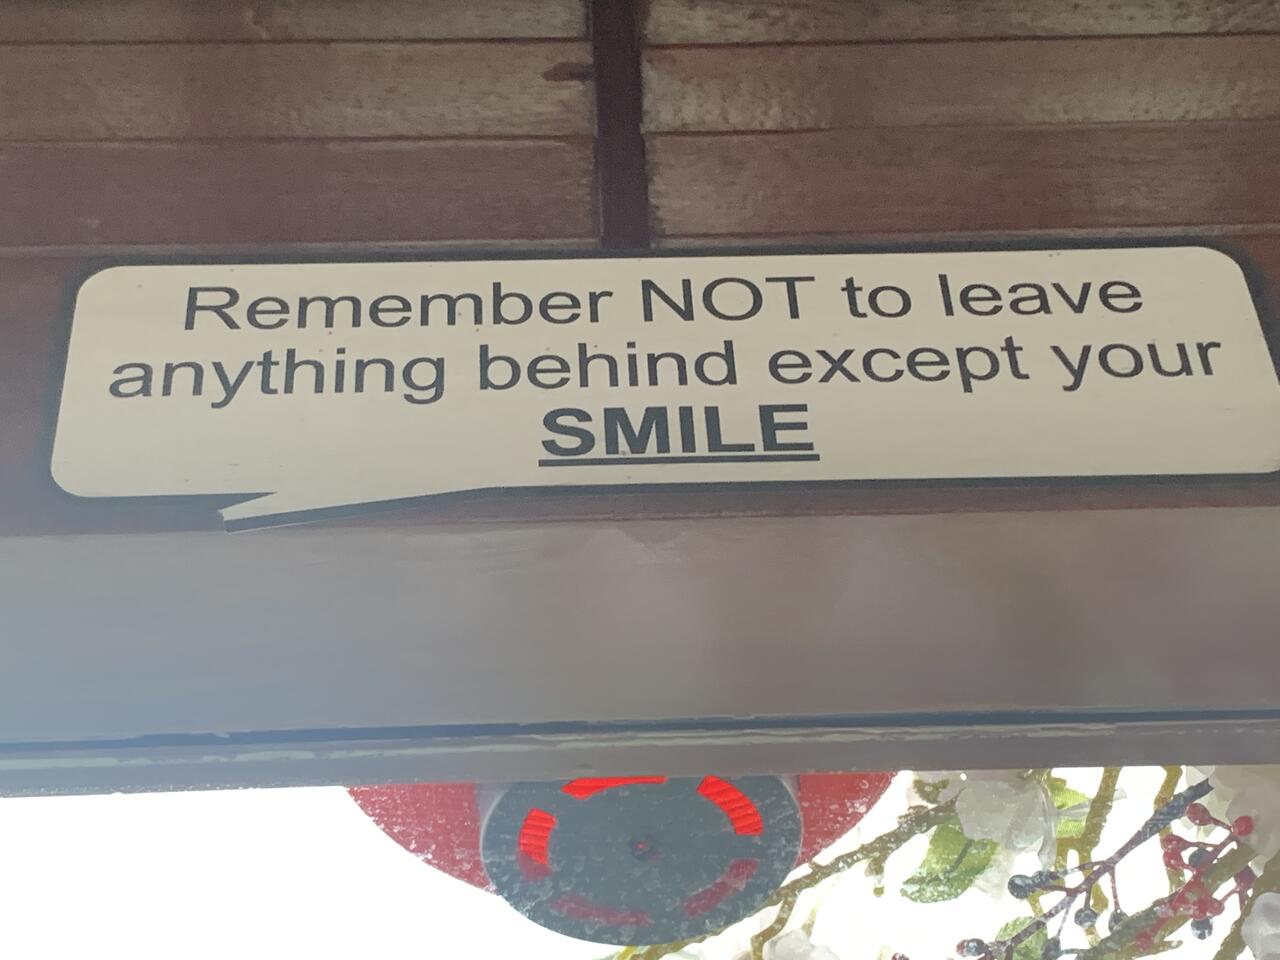 Remember NOT to leave
anything behind except your
SMILE